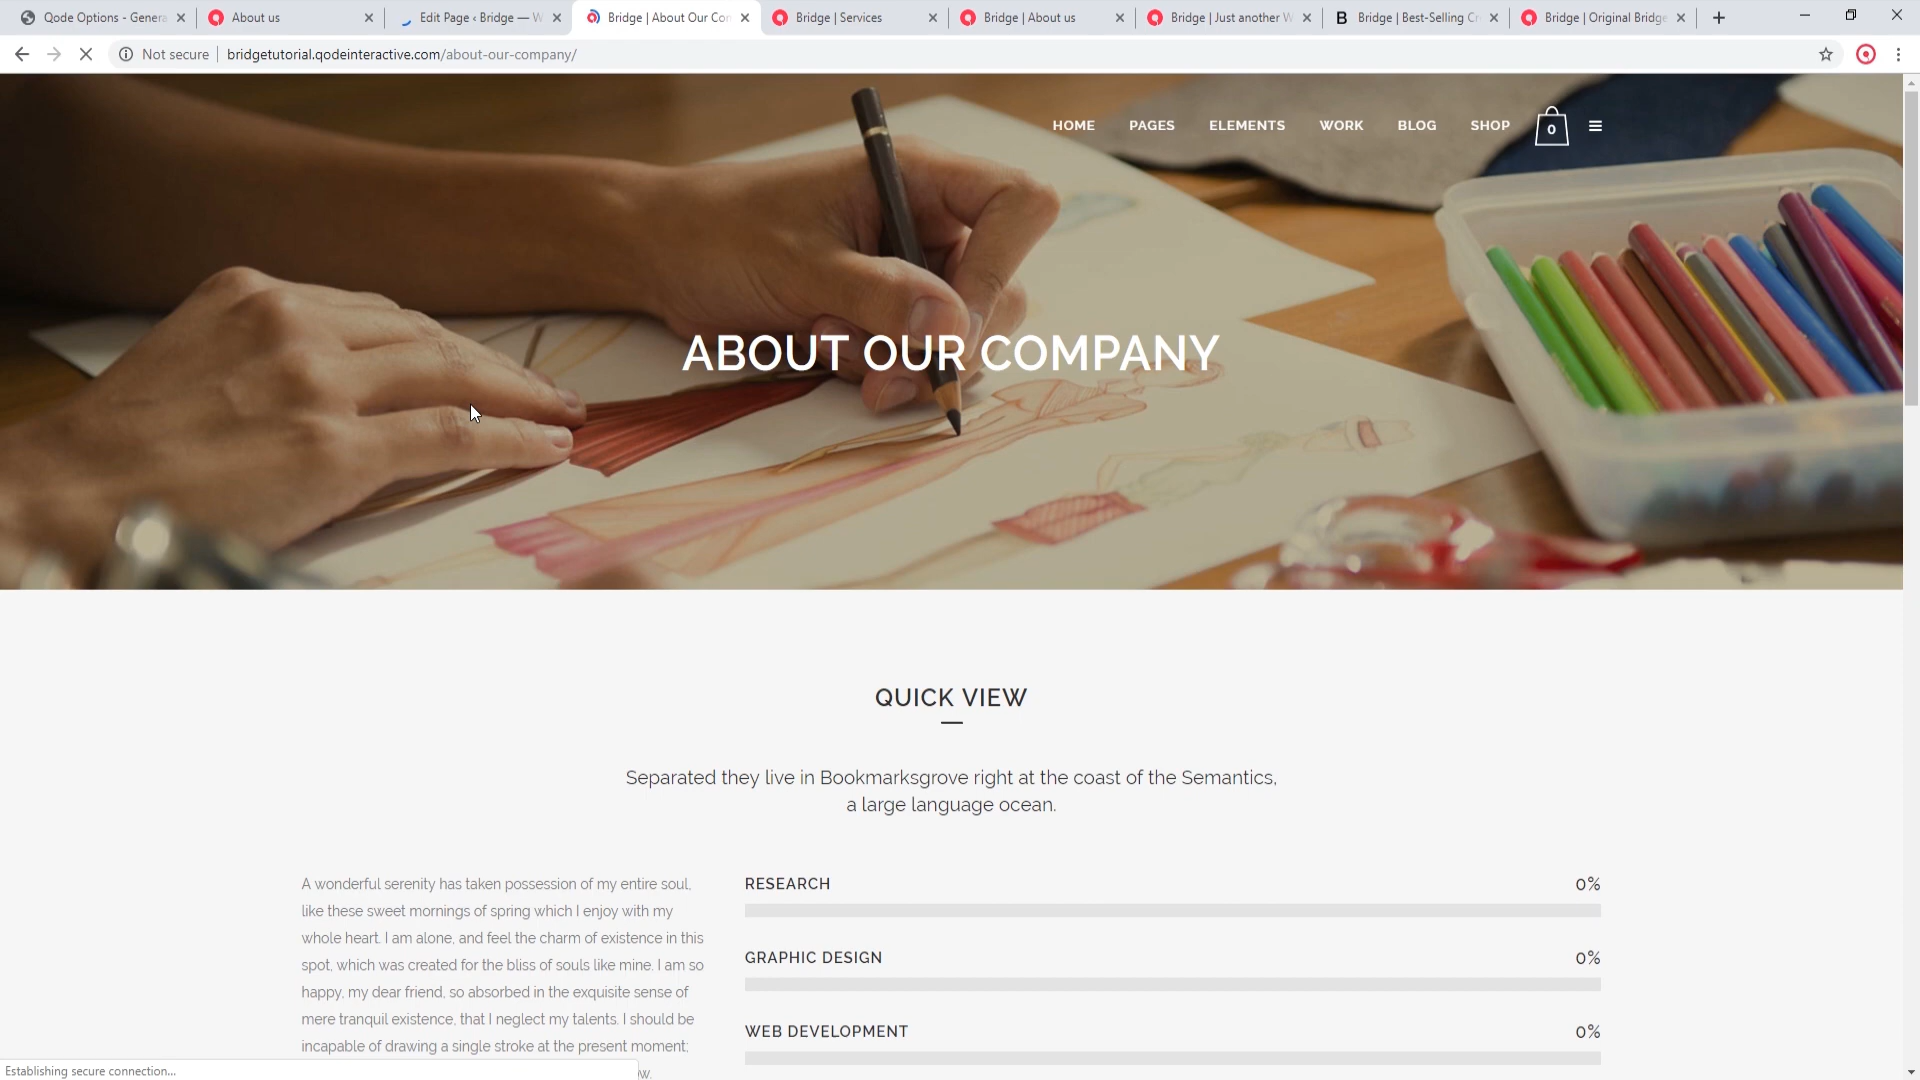 Qode Options - Genera
About us
Edit Page ‹ Bridge — W
Bridge | About Our Con
Bridge | Services
Bridge | About us
Bridge | Just another W
B
Bridge | Best-Selling Cr
Bridge | Original Bridge
Not secure
bridgetutorial.qodeinteractive.com/about-our-company/
HOME
PAGES
ELEMENTS
WORK
BLOG
SHOP
0
ABOUT OUR COMPANY
QUICK VIEW
Separated they live in Bookmarksgrove right at the coast of the Semantics,
a large language ocean.
A wonderful serenity has taken possession of my entire soul,
like these sweet mornings of spring which I enjoy with my
whole heart. I am alone, and feel the charm of existence in this
spot, which was created for the bliss of souls like mine. I am so
happy, my dear friend, so absorbed in the exquisite sense of
mere tranquil existence, that I neglect my talents. I should be
incapable of drawing a single stroke at the present moment;
RESEARCH 0%
GRAPHIC DESIGN 0%
WEB DEVELOPMENT 0%
Establishing secure connection...